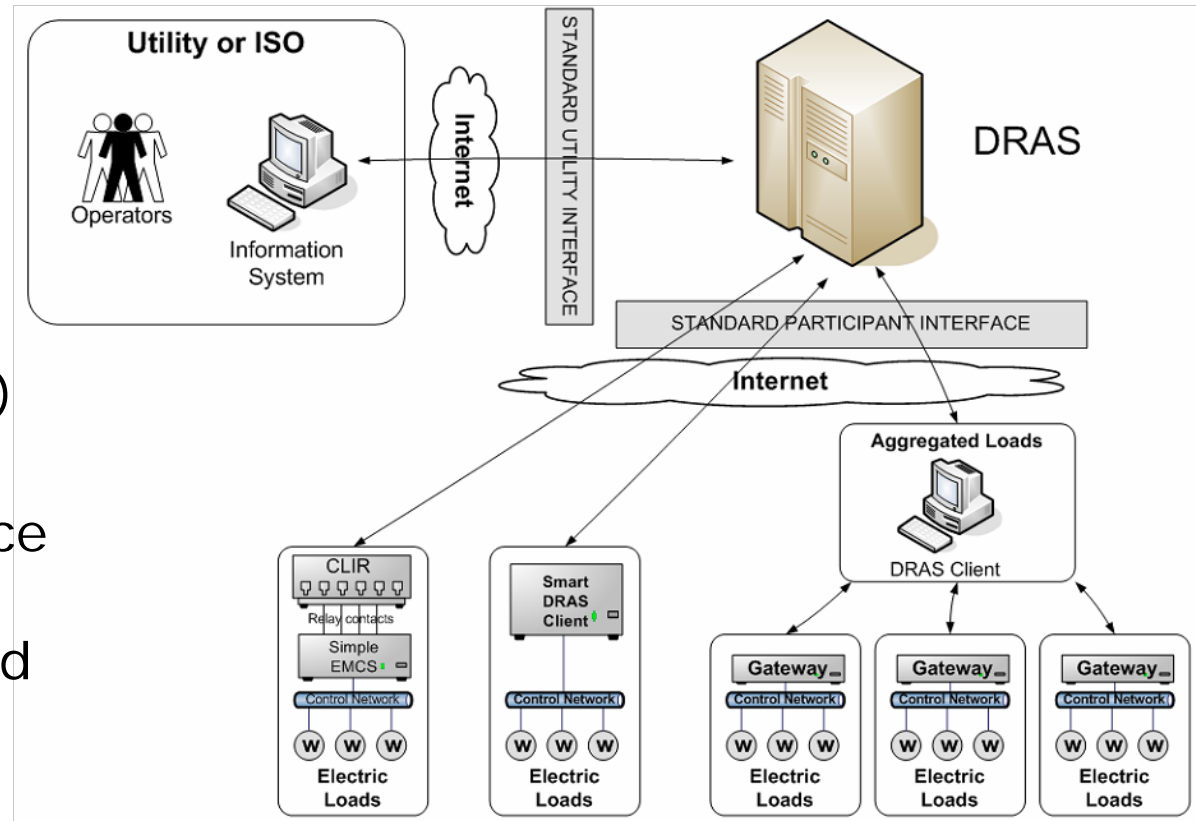 Utility or ISO
Operators
Information
System
Internet
STANDARD UTILITY INTERFACE
DRAS
STANDARD PARTICIPANT INTERFACE
Internet
)
ce
d
Aggregated Loads
DRAS Client
CLIR
Relay contacts
Simple
EMCS
Control Network
W W W
Electric
Loads
Smart
DRAS
Client
Control Network
W W W
Electric
Loads
Gateway
Control Network
W W W
Electric
Loads
Gateway
Control Network
W W W
Electric
Loads
Gateway
Control Network
W W W
Electric
Loads